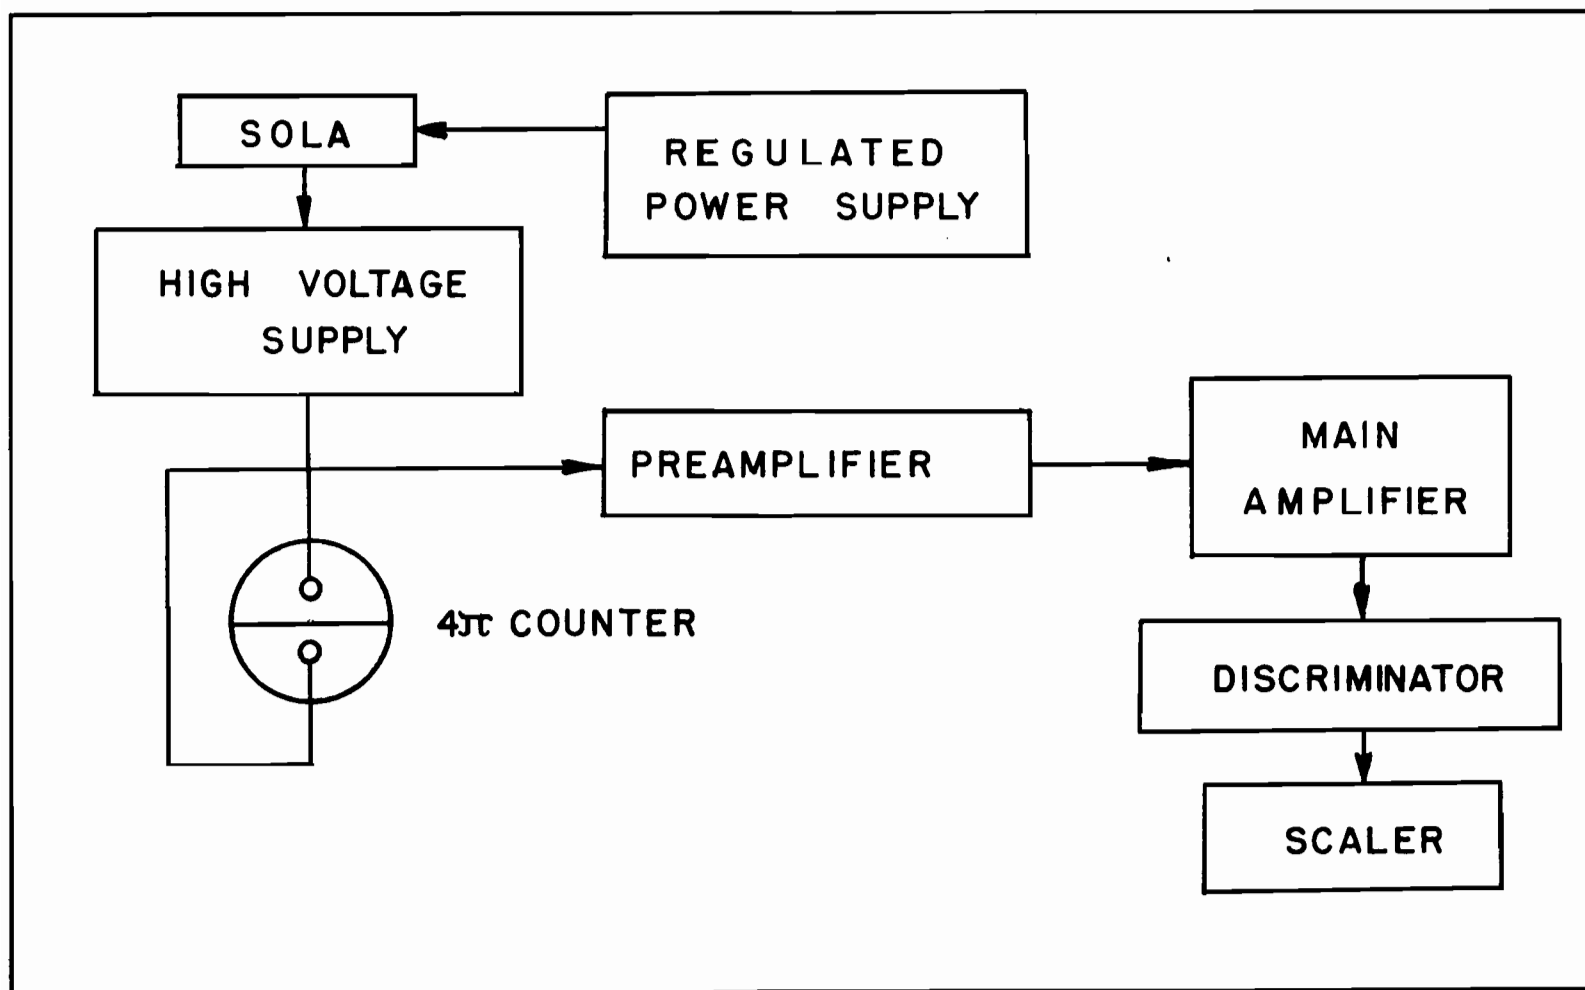 SOLA
REGULATED
POWER SUPPLY
HIGH VOLTAGE
SUPPLY
PREAMPLIFIER
MAIN
AMPLIFIER
4π COUNTER
DISCRIMINATOR
SCALER